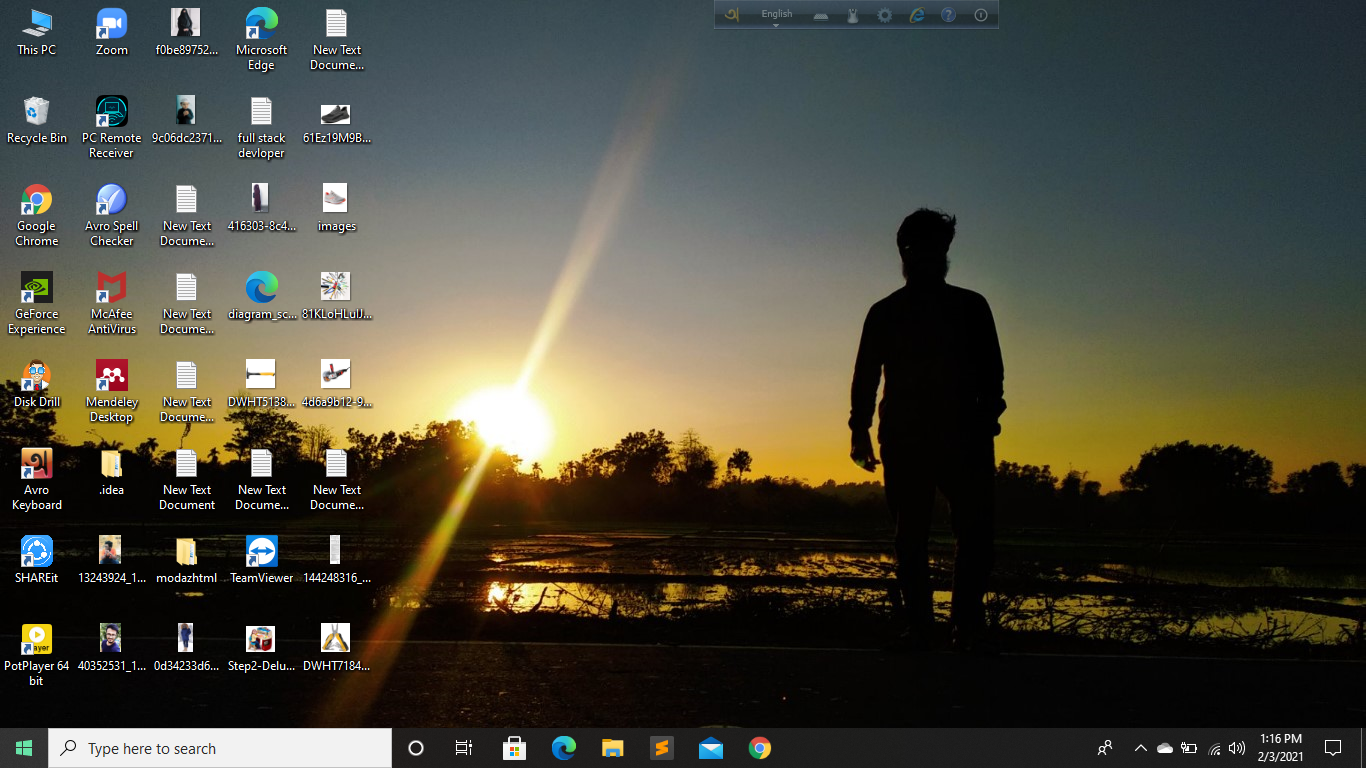 English
This PC
Zoom
f0be89752...
Microsoft
Edge
New Text
Docume...
Recycle Bin
PC Remote
Receiver
9c06dc2371...
full stack
devloper
61Ez19M9B...
Google
Chrome
Avro Spell
Checker
New Text
Docume...
416303-8c4...
images
GeForce
Experience
McAfee
AntiVirus
New Text
Docume...
diagram_sc...
81KLoHLuIJ...
Disk Drill
Mendeley
Desktop
New Text
Docume...
DWHT5138...
4d6a9b12-9...
Avro
Keyboard
.idea
New Text
Document
New Text
Docume...
New Text
Docume...
SHAREit
13243924_1...
modazhtml
TeamViewer
144248316_...
PotPlayer 64
bit
40352531_1...
0d34233d6...
Step2-Delu...
DWHT7184...
Type here to search
1:16 PM
2/3/2021